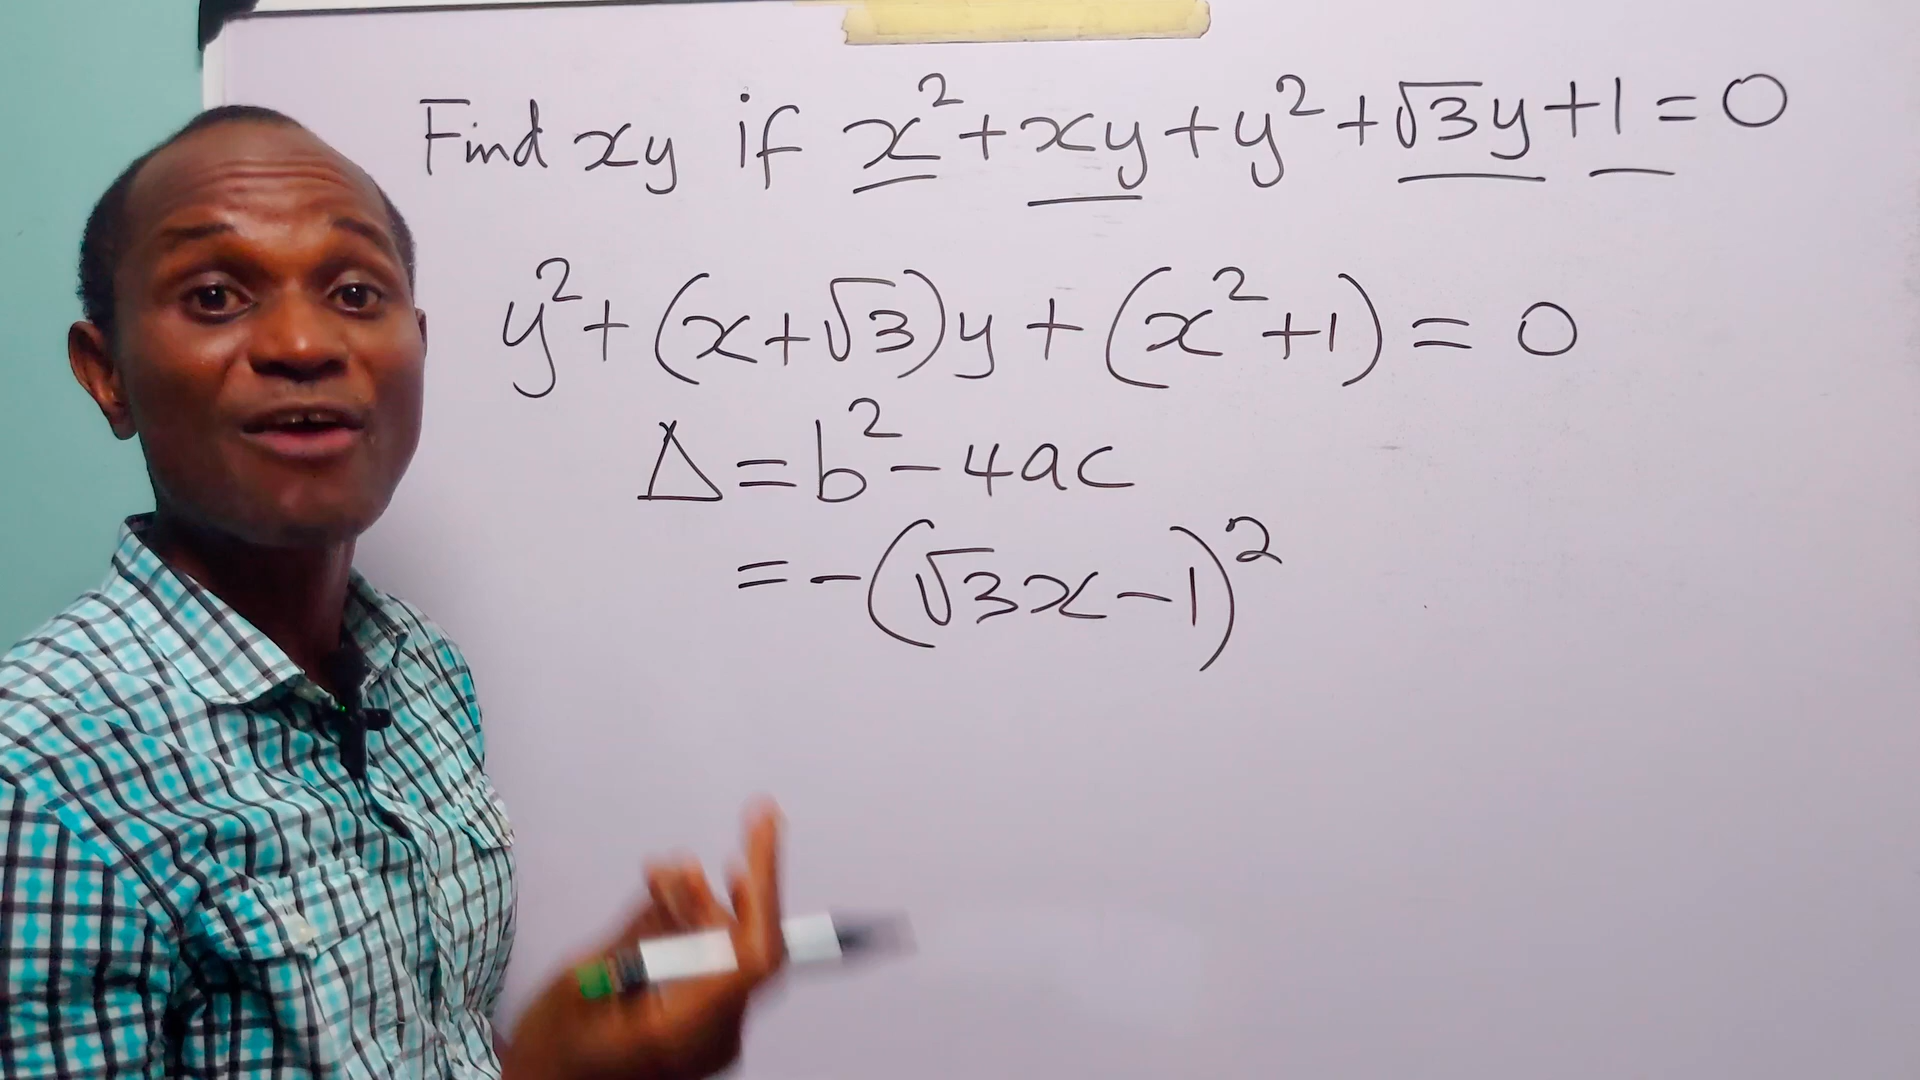 Find xy if x² + xy + y² + √3y + 1 = 0
y² + (x + √3)y + (x² + 1) = 0
Δ = b² - 4ac
= -(√3x - 1)²